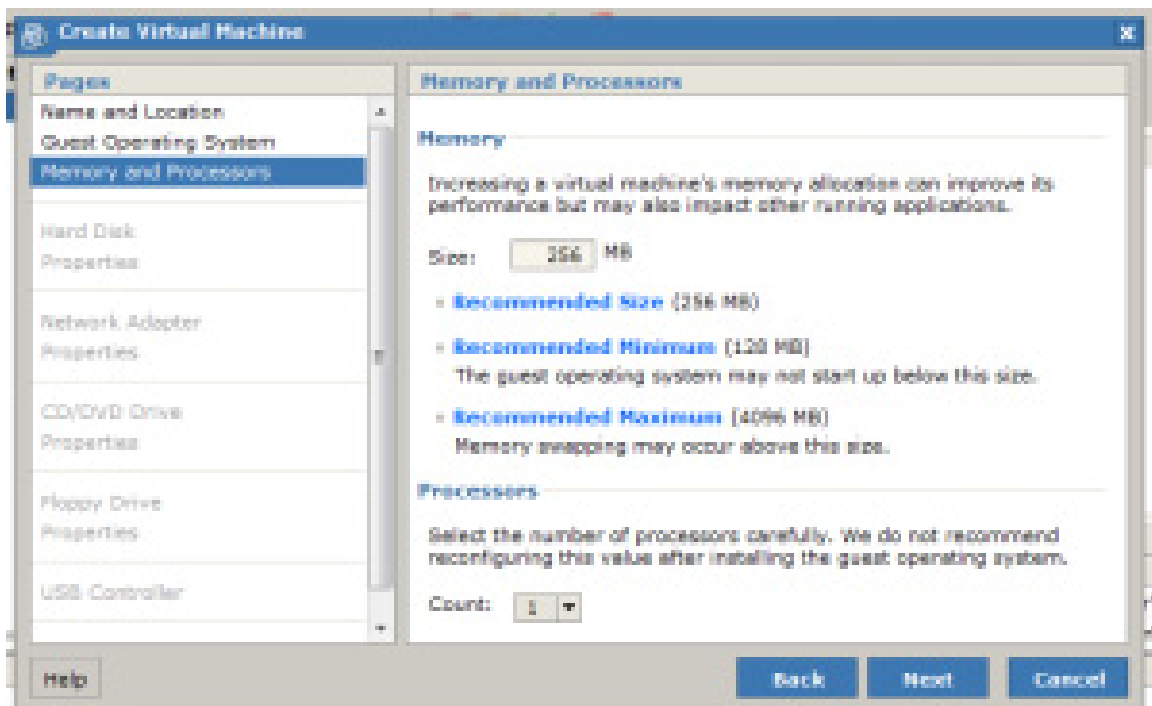 Create Virtual Machine
Pages
Name and Location
Guest Operating System
Memory and Processors
Hard Disk
Properties
Network Adapter
Properties
CD/DVD Drive
Properties
Floppy Drive
Properties
USB Controller
Memory and Processors
Memory
Increasing a virtual machine's memory allocation can improve its
performance but may also impact other running applications.
Size: 256 MB
Recommended Size (256 MB)
Recommended Minimum (128 MB)
The guest operating system may not start up below this size.
Recommended Maximum (4096 MB)
Memory swapping may occur above this size.
Processors
Select the number of processors carefully. We do not recommend
reconfiguring this value after installing the guest operating system.
Count: 1
Help
Back
Next
Cancel